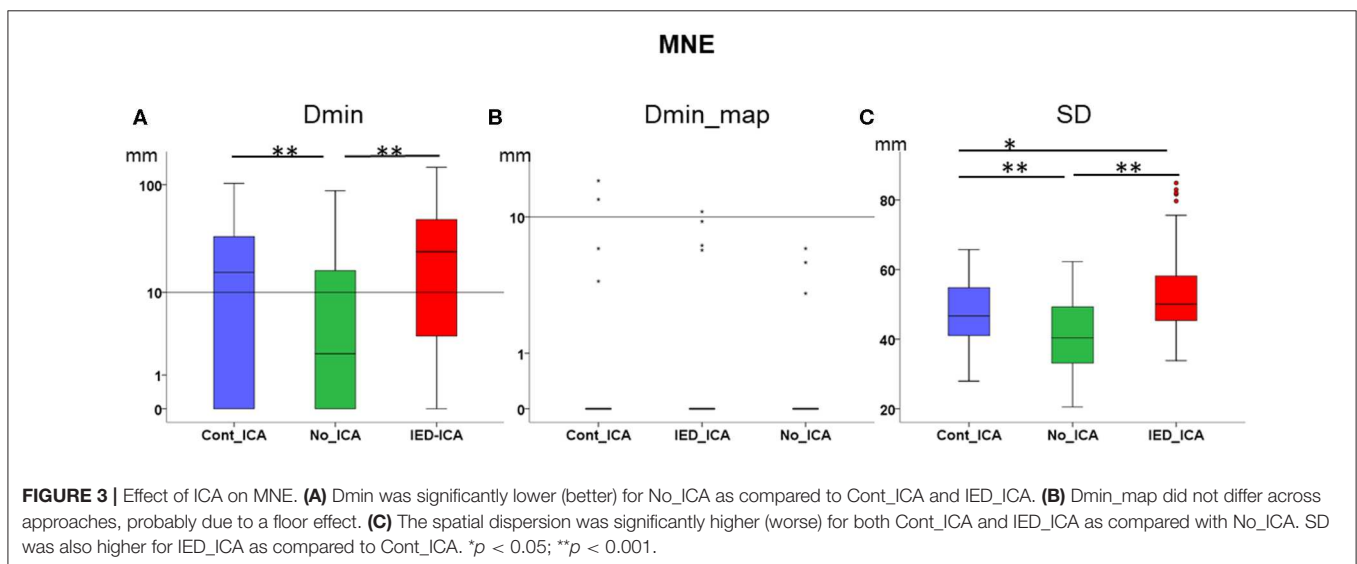 MNE
A
Dmin
mm
**
**
100
10
1
0
Cont_ICA
No_ICA
IED-ICA
B
Dmin_map
mm
10
1
0
Cont_ICA
IED_ICA
No_ICA
C
SD
mm
*
**
**
80
60
40
20
Cont_ICA
No_ICA
IED_ICA
FIGURE 3 | Effect of ICA on MNE. (A) Dmin was significantly lower (better) for No_ICA as compared to Cont_ICA and IED_ICA. (B) Dmin_map did not differ across
approaches, probably due to a floor effect. (C) The spatial dispersion was significantly higher (worse) for both Cont_ICA and IED_ICA as compared with No_ICA. SD
was also higher for IED_ICA as compared to Cont_ICA. *p < 0.05; **p < 0.001.